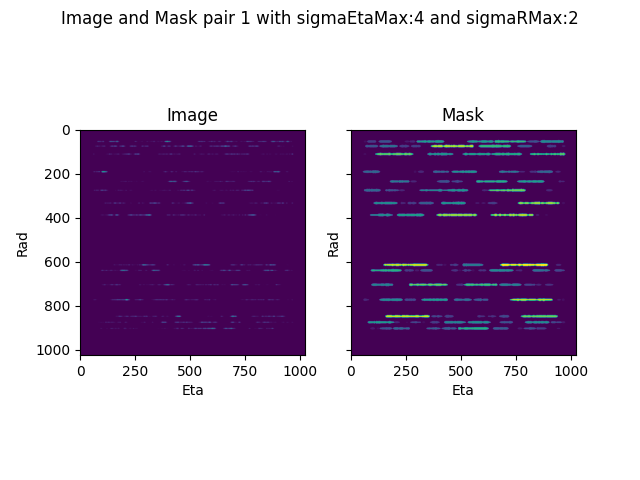 Image and Mask pair 1 with sigmaEtaMax:4 and sigmaRMax:2
Image
Mask
0
200
400
600
800
1000
Rad
Rad
0 250 500 750 1000
0 250 500 750 1000
Eta
Eta